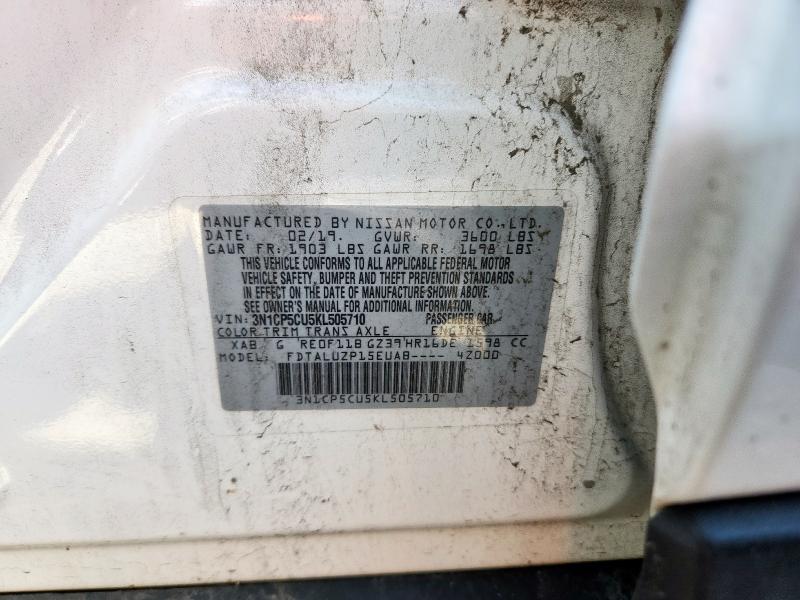 MANUFACTURED BY NISSAN MOTOR CO.,LTD.
DATE: 02/19. GVWR: 3600 LBS
GAWR FR: 1903 LBS GAWR RR: 1698 LBS
THIS VEHICLE CONFORMS TO ALL APPLICABLE FEDERAL MOTOR
VEHICLE SAFETY, BUMPER AND THEFT PREVENTION STANDARDS
IN EFFECT ON THE DATE OF MANUFACTURE SHOWN ABOVE.
SEE OWNER'S MANUAL FOR ADDITIONAL INFORMATION.
VIN: 3N1CP5CU5KL505710 PASSENGER CAR
COLOR TRIM TRANS AXLE ENGINE
XAB G RE0F11B GZ39 HR16DE 1598 CC
MODEL: FDTALUZP15EUAB---- 42000
3N1CP5CU5KL505710